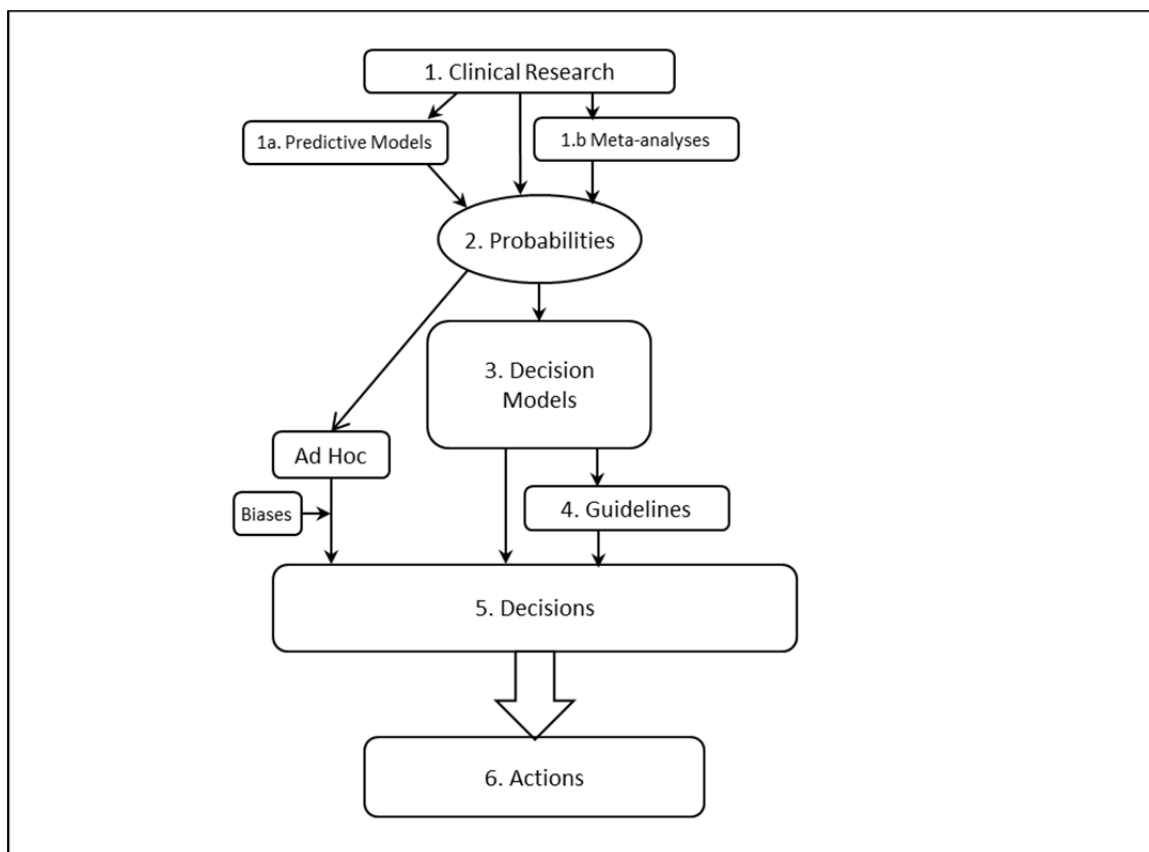 1. Clinical Research
1a. Predictive Models
1.b Meta-analyses
2. Probabilities
3. Decision
Models
Ad Hoc
Biases
4. Guidelines
5. Decisions
6. Actions